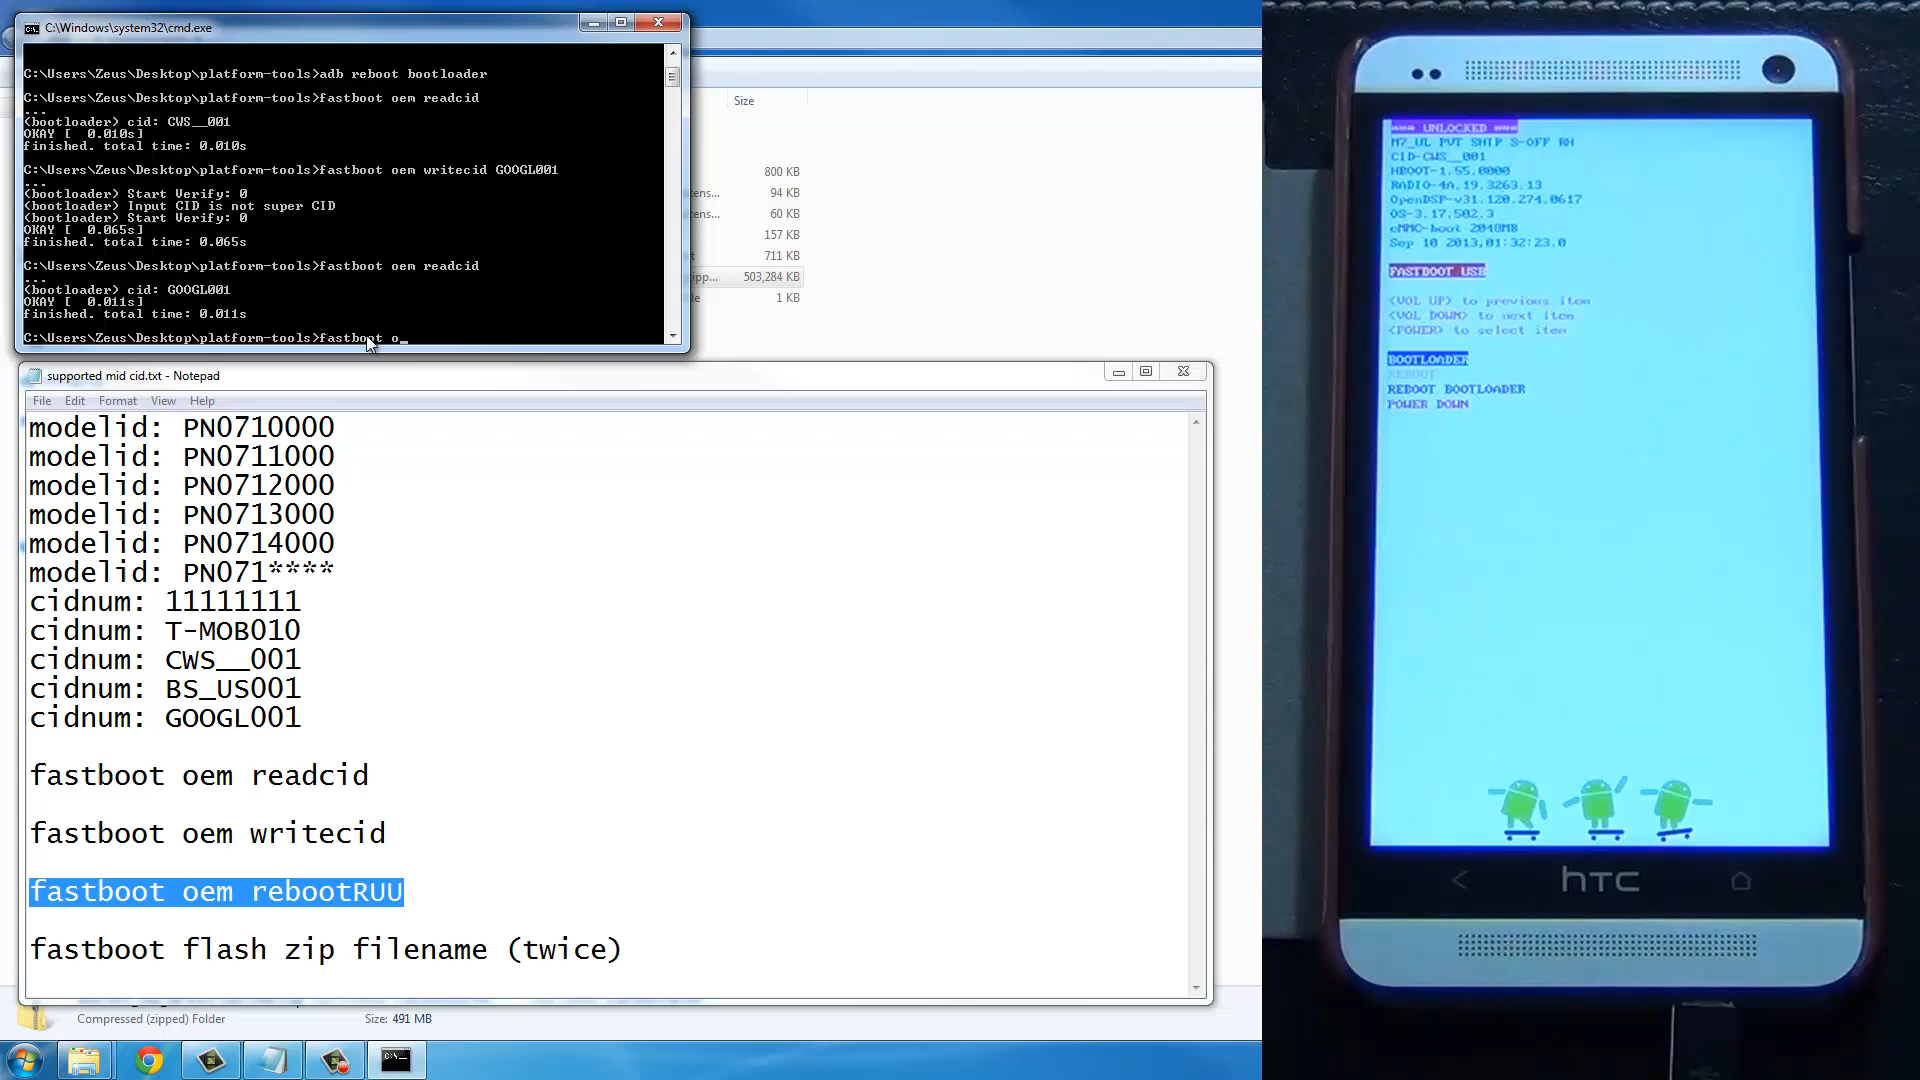 C:\Windows\system32\cmd.exe
C:\Users\Zeus\Desktop\platform-tools>adb reboot bootloader
C:\Users\Zeus\Desktop\platform-tools>fastboot oem readcid
...
(bootloader) cid: CWS__001
OKAY [  0.010s]
finished. total time: 0.010s
C:\Users\Zeus\Desktop\platform-tools>fastboot oem writecid GOOGL001
...
(bootloader) Start Verify: 0
(bootloader) Input CID is not super CID
(bootloader) Start Verify: 0
OKAY [  0.065s]
finished. total time: 0.065s
C:\Users\Zeus\Desktop\platform-tools>fastboot oem readcid
...
(bootloader) cid: GOOGL001
OKAY [  0.011s]
finished. total time: 0.011s
C:\Users\Zeus\Desktop\platform-tools>fastboot o_
Size
800 KB
tens... 94 KB
tens... 60 KB
157 KB
711 KB
ipp... 503,284 KB
1 KB
supported mid cid.txt - Notepad
File Edit Format View Help
modelid: PN0710000
modelid: PN0711000
modelid: PN0712000
modelid: PN0713000
modelid: PN0714000
modelid: PN071****
cidnum: 11111111
cidnum: T-MOB010
cidnum: CWS__001
cidnum: BS_US001
cidnum: GOOGL001
fastboot oem readcid
fastboot oem writecid
fastboot oem rebootRUU
fastboot flash zip filename (twice)
Compressed (zipped) Folder Size: 491 MB
C:\_
*** UNLOCKED ***
M7_UL PVT SHIP S-OFF RH
CID-CWS__001
HBOOT-1.55.0000
RADIO-4A.19.3263.13
OpenDSP-v31.120.274.0617
OS-3.17.502.3
eMMC-boot 2048MB
Sep 10 2013,01:32:23.0
FASTBOOT USB
<VOL UP> to previous item
<VOL DOWN> to next item
<POWER> to select item
BOOTLOADER
REBOOT
REBOOT BOOTLOADER
POWER DOWN
hTC